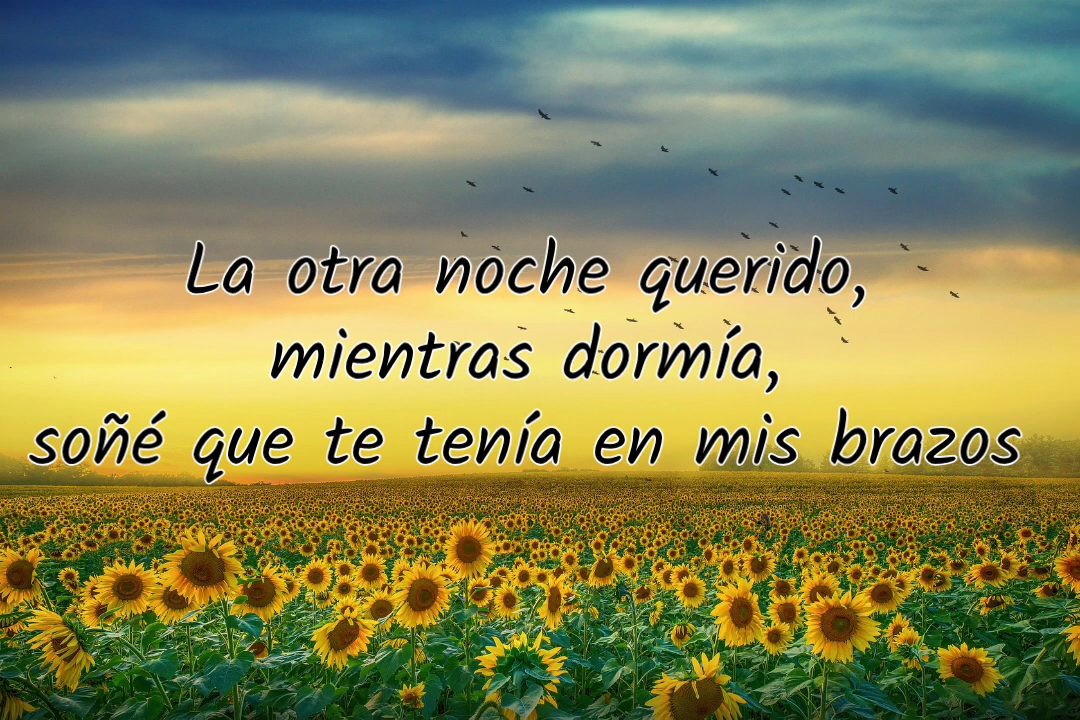 La otra noche querido,
mientras dormía,
soñé que te tenía en mis brazos